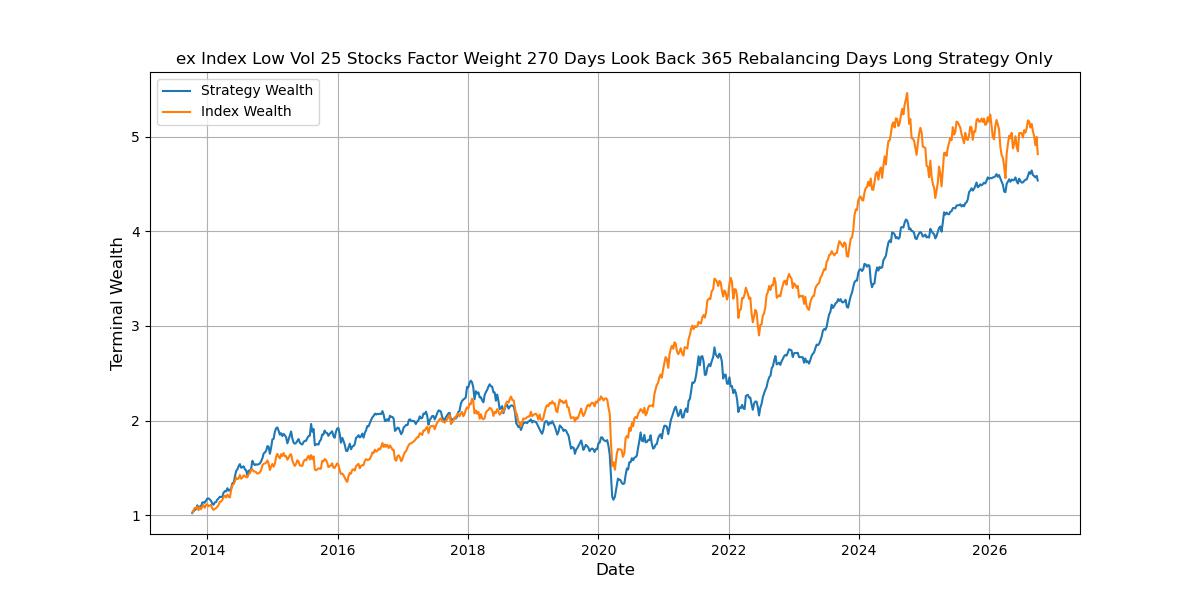 ex Index Low Vol 25 Stocks Factor Weight 270 Days Look Back 365 Rebalancing Days Long Strategy Only
Strategy Wealth
Index Wealth
Terminal Wealth
5
4
3
2
1
2014 2016 2018 2020 2022 2024 2026
Date